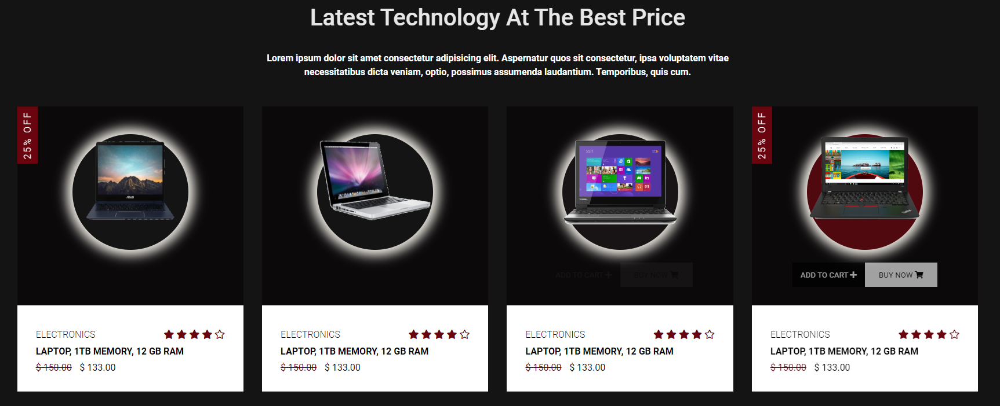 Latest Technology At The Best Price
Lorem ipsum dolor sit amet consectetur adipisicing elit. Aspernatur quos sit consectetur, ipsa voluptatem vitae
necessitatibus dicta veniam, optio, possimus assumenda laudantium. Temporibus, quis cum.
25% OFF
ASUS
ELECTRONICS
LAPTOP, 1TB MEMORY, 12 GB RAM
$ 150.00 $ 133.00
ELECTRONICS
LAPTOP, 1TB MEMORY, 12 GB RAM
$ 150.00 $ 133.00
Start
TOSHIBA
ADD TO CART
BUY NOW
ELECTRONICS
LAPTOP, 1TB MEMORY, 12 GB RAM
$ 150.00 $ 133.00
25% OFF
ADD TO CART
BUY NOW
ELECTRONICS
LAPTOP, 1TB MEMORY, 12 GB RAM
$ 150.00 $ 133.00